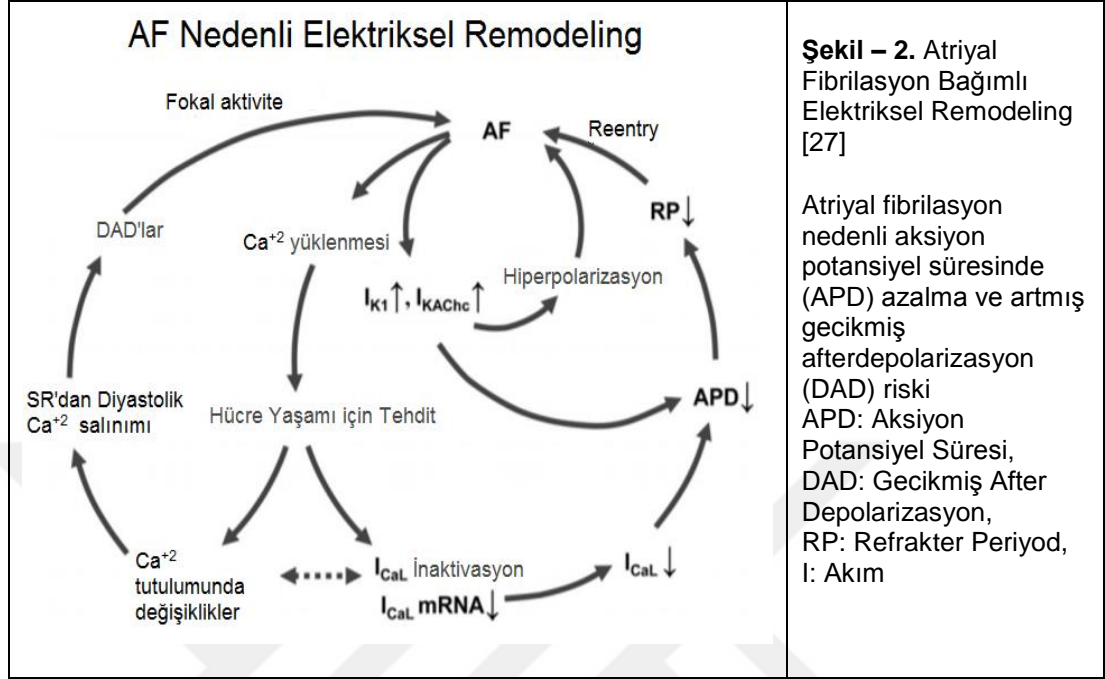 AF Nedenli Elektriksel Remodeling
Fokal aktivite
AF
Reentry
DAD'lar
Ca+2 yüklenmesi
RP↓
Hiperpolarizasyon
IK1↑, IKAChc↑
SR'dan Diyastolik
Ca+2 salınımı
Hücre Yaşamı için Tehdit
APD↓
Ca+2
tutulumunda
değişiklikler
ICaL İnaktivasyon
ICaL mRNA↓
ICaL ↓
Şekil – 2. Atriyal
Fibrilasyon Bağımlı
Elektriksel Remodeling
[27]
Atriyal fibrilasyon
nedenli aksiyon
potansiyel süresinde
(APD) azalma ve artmış
gecikmiş
afterdepolarizasyon
(DAD) riski
APD: Aksiyon
Potansiyel Süresi,
DAD: Gecikmiş After
Depolarizasyon,
RP: Refrakter Periyod,
I: Akım